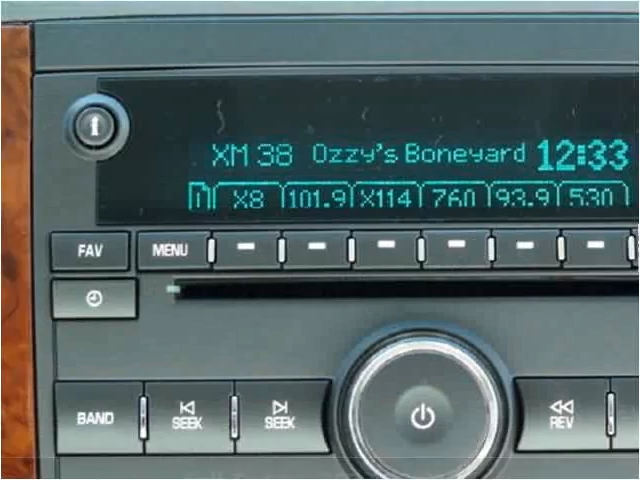 XM 38 Ozzy's Boneyard 12:33
X8 101.9 X114 760 93.9 530
FAV MENU
BAND SEEK SEEK REV